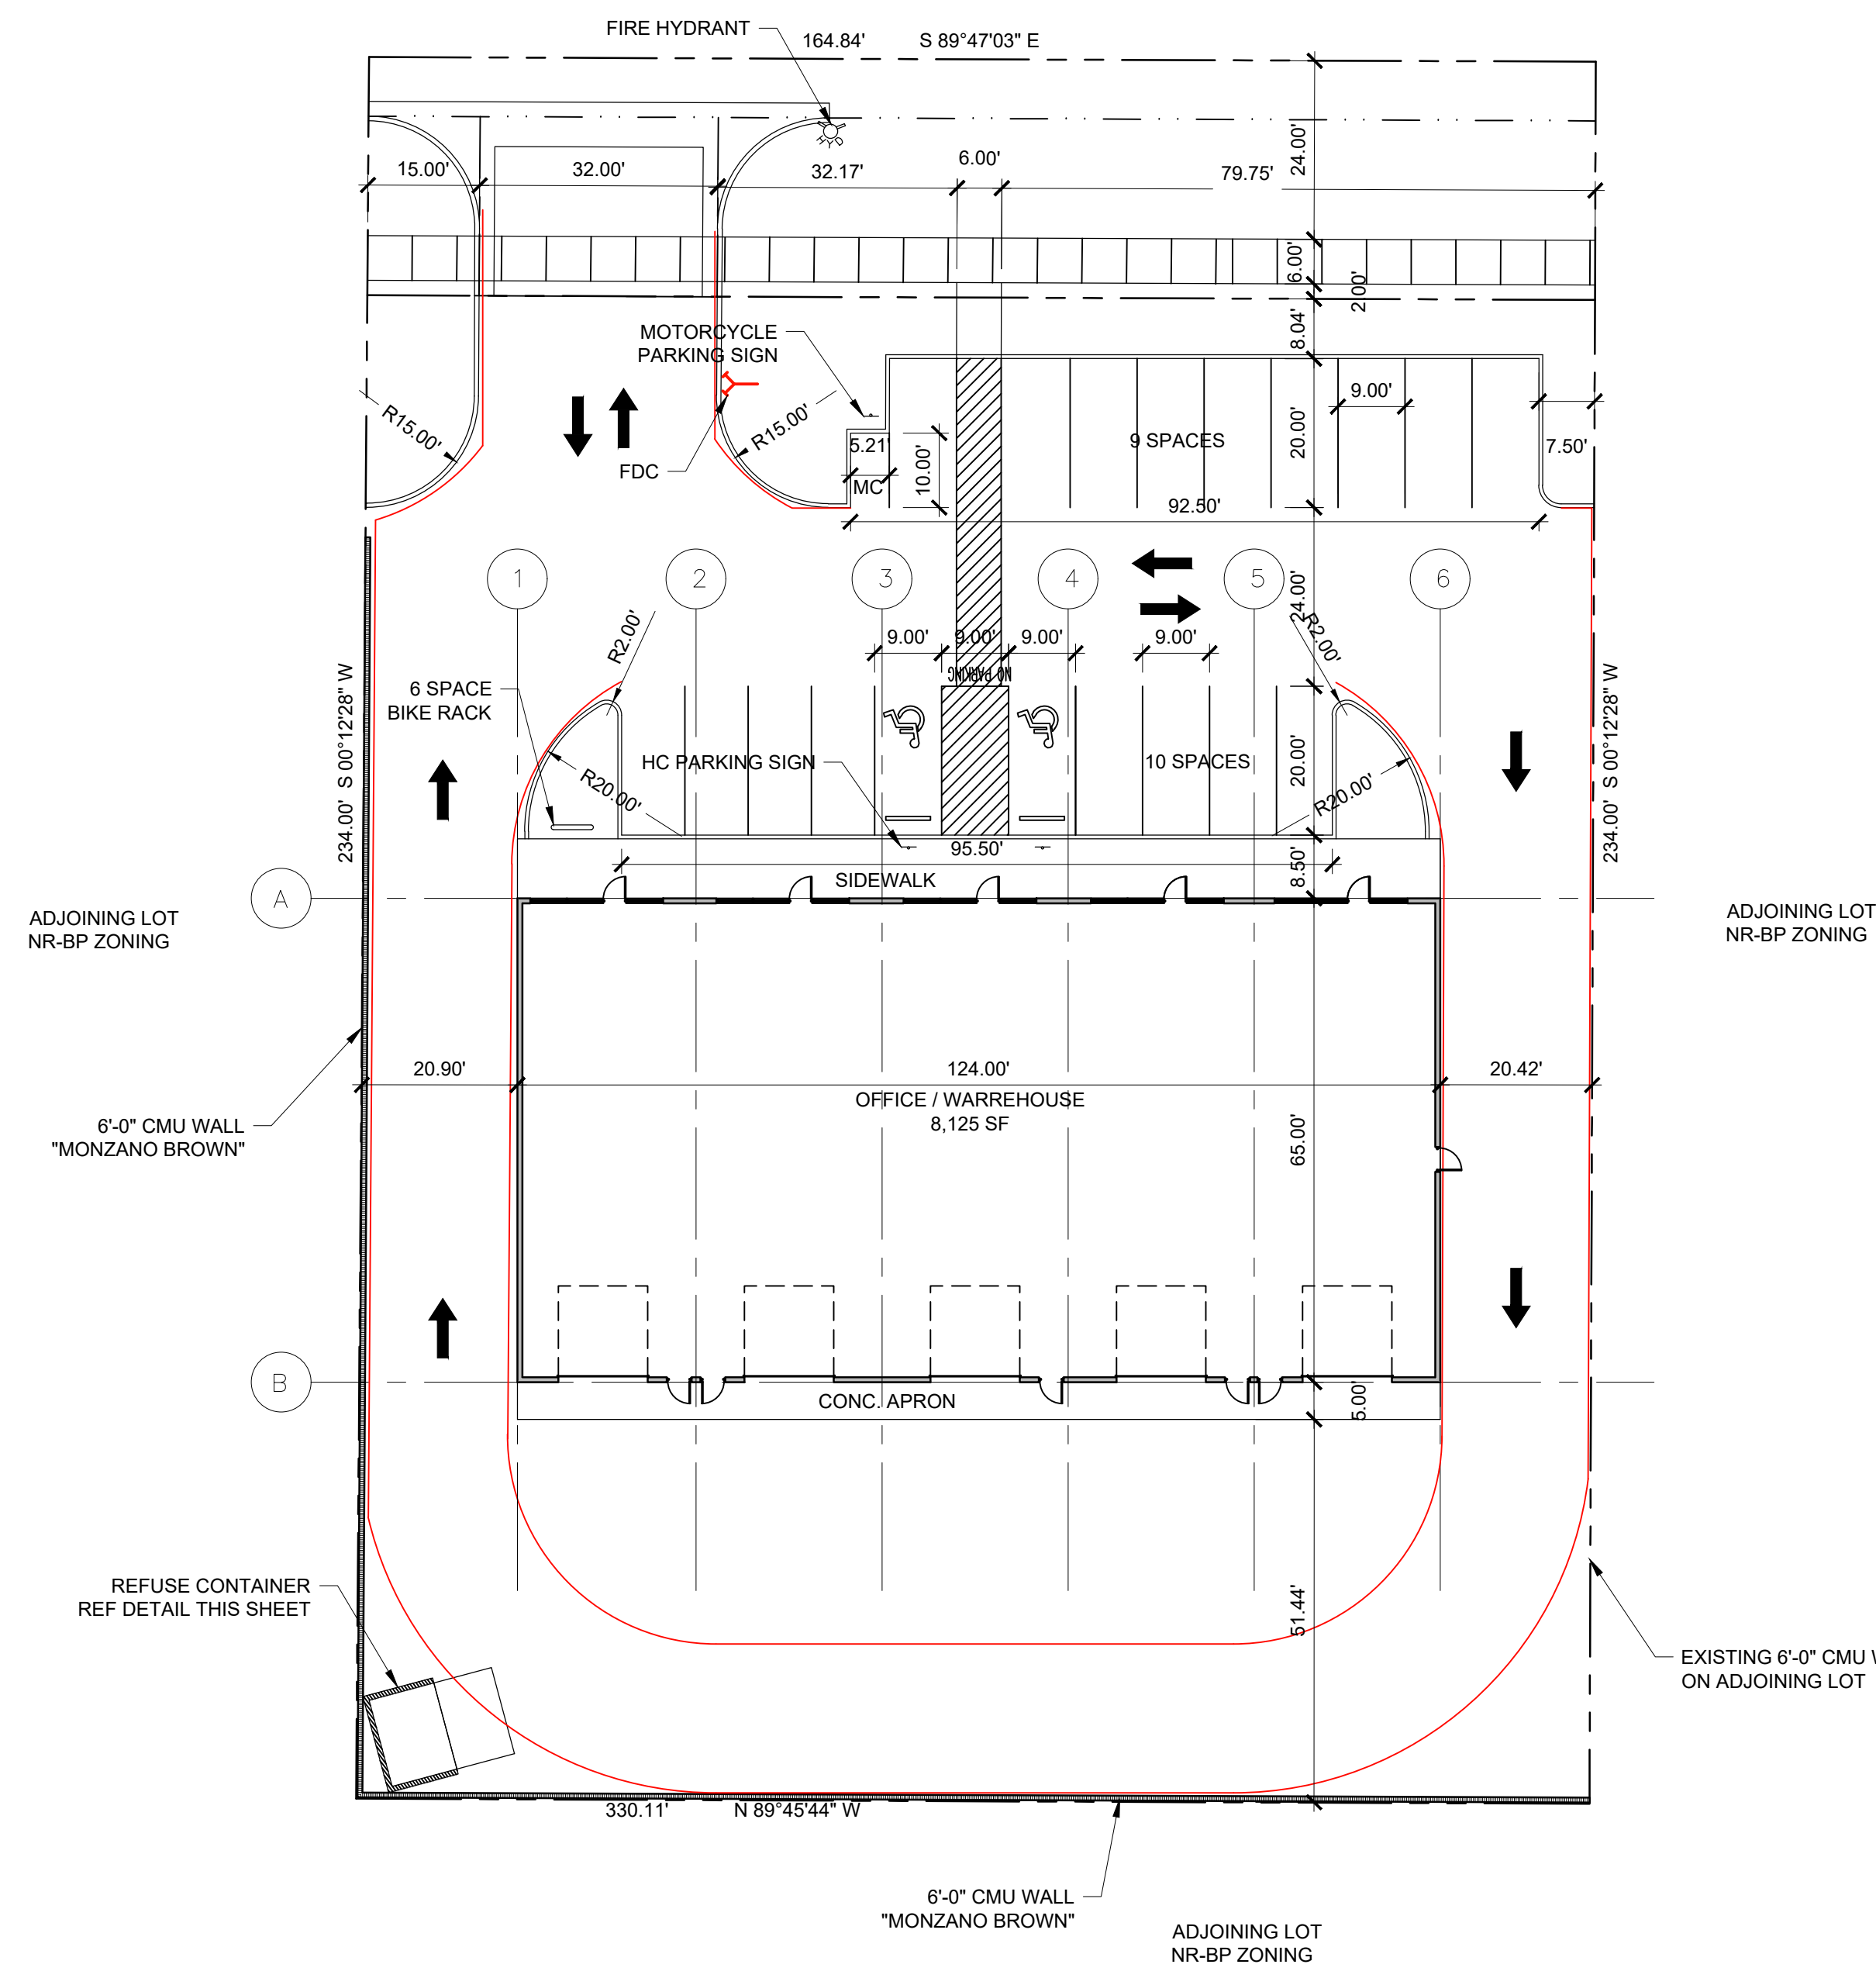 FIRE HYDRANT
164.84' S 89°47'03" E
HYD
15.00'
32.00'
32.17'
6.00'
79.75'
24.00'
6.00'
2.00'
8.04'
MOTORCYCLE
PARKING SIGN
R15.00'
R15.00'
FDC
5.21'
MC
10.00'
9 SPACES
9.00'
20.00'
7.50'
92.50'
1
2
3
4
5
6
24.00'
R2.00'
R2.00'
9.00'
9.00'
9.00'
9.00'
NO PARKING
6 SPACE
BIKE RACK
234.00' S 00°12'28" W
234.00' S 00°12'28" W
HC PARKING SIGN
10 SPACES
20.00'
R20.00'
R20.00'
95.50'
8.50'
SIDEWALK
A
ADJOINING LOT
NR-BP ZONING
ADJOINING LOT
NR-BP ZONING
20.90'
124.00'
20.42'
OFFICE / WARREHOUSE
8,125 SF
65.00'
6'-0" CMU WALL
"MONZANO BROWN"
B
CONC. APRON
5.00'
51.44'
REFUSE CONTAINER
REF DETAIL THIS SHEET
EXISTING 6'-0" CMU
ON ADJOINING LOT
330.11' N 89°45'44" W
6'-0" CMU WALL
"MONZANO BROWN"
ADJOINING LOT
NR-BP ZONING